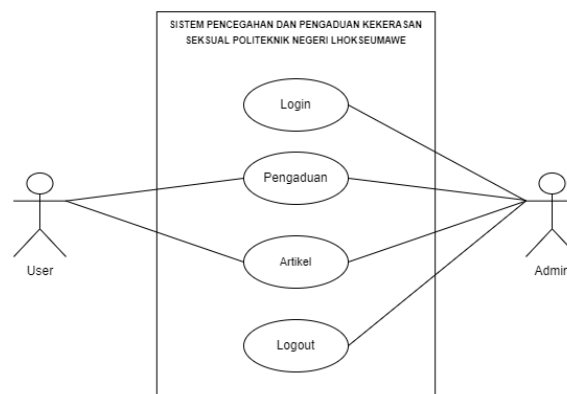 SISTEM PENCEGAHAN DAN PENGADUAN KEKERASAN
SEKSUAL POLITEKNIK NEGERI LHOKSEUMAWE
Login
Pengaduan
Artikel
Logout
User
Admin